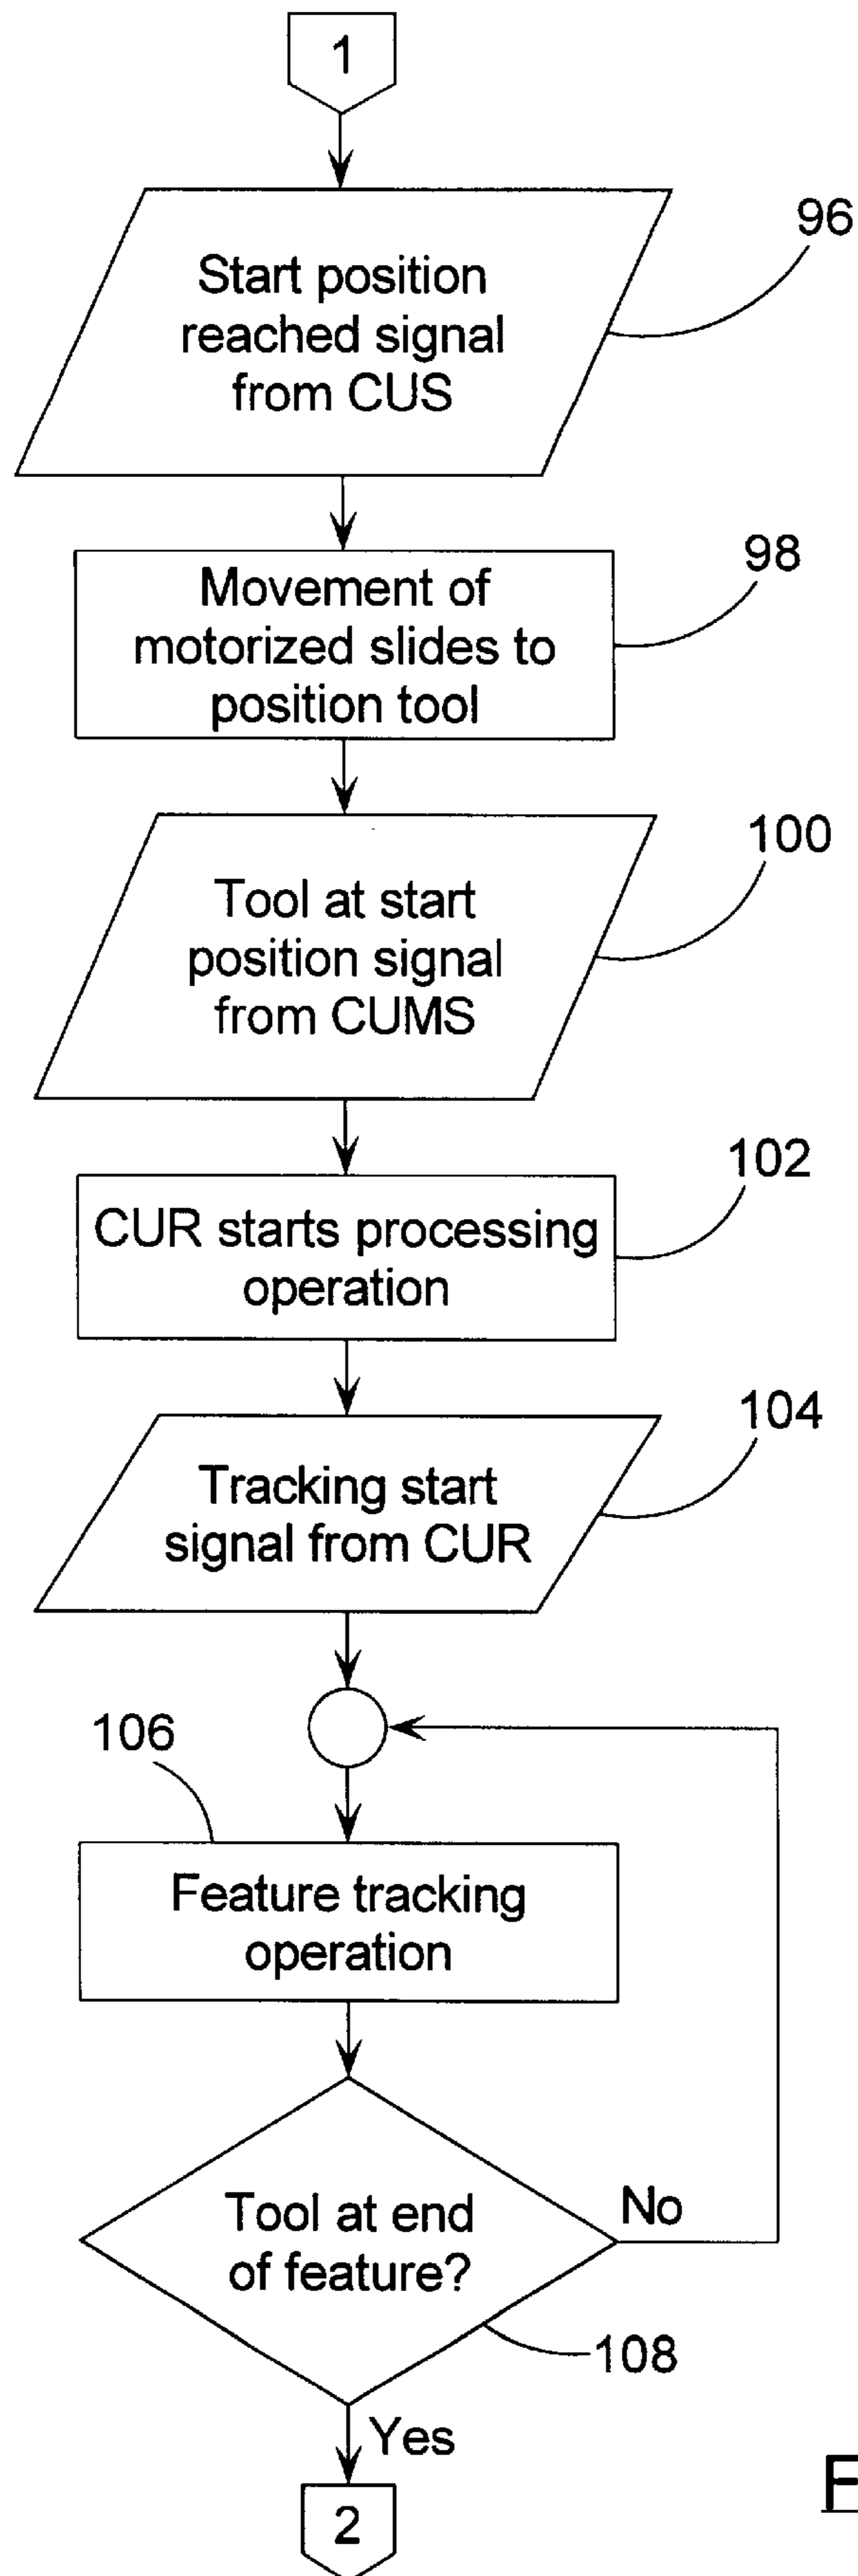 1
96
Start position
reached signal
from CUS
98
Movement of
motorized slides to
position tool
100
Tool at start
position signal
from CUMS
102
CUR starts processing
operation
104
Tracking start
signal from CUR
106
Feature tracking
operation
Tool at end
of feature?
No
108
Yes
2
F